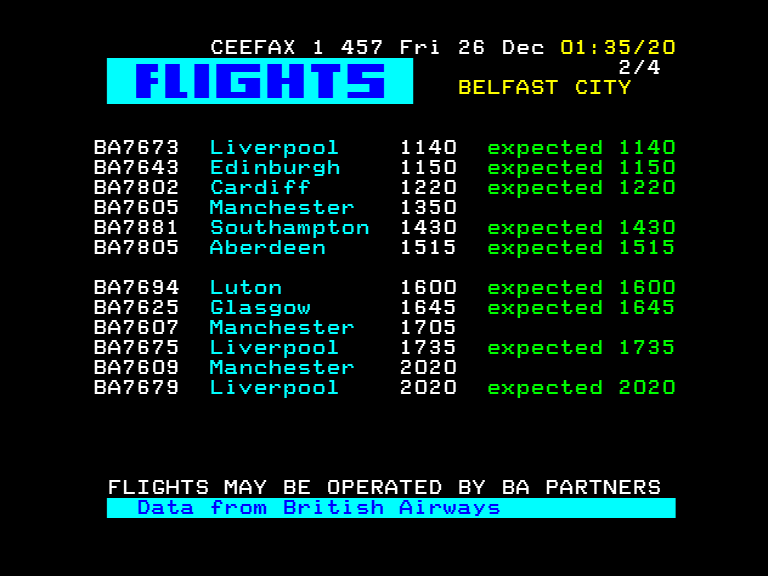 CEEFAX 1 457 Fri 26 Dec 01:35/20
2/4
FLIGHTS
BELFAST CITY
BA7673 Liverpool 1140 expected 1140
BA7643 Edinburgh 1150 expected 1150
BA7802 Cardiff 1220 expected 1220
BA7605 Manchester 1350
BA7881 Southampton 1430 expected 1430
BA7805 Aberdeen 1515 expected 1515
BA7694 Luton 1600 expected 1600
BA7625 Glasgow 1645 expected 1645
BA7607 Manchester 1705
BA7675 Liverpool 1735 expected 1735
BA7609 Manchester 2020
BA7679 Liverpool 2020 expected 2020
FLIGHTS MAY BE OPERATED BY BA PARTNERS
Data from British Airways